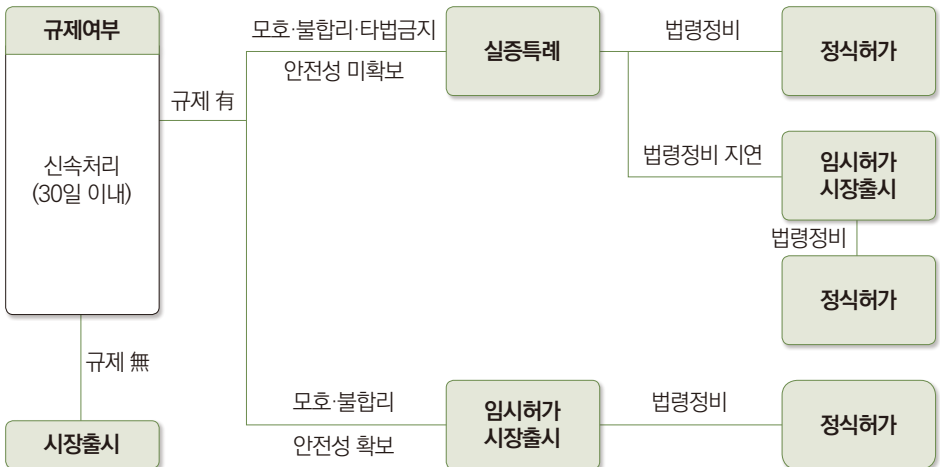 규제여부
신속처리
(30일 이내)
규제 有
모호·불합리·타법금지
안전성 미확보
실증특례
법령정비
정식허가
법령정비 지연
임시허가
시장출시
법령정비
정식허가
규제 無
시장출시
모호·불합리
안전성 확보
임시허가
시장출시
법령정비
정식허가